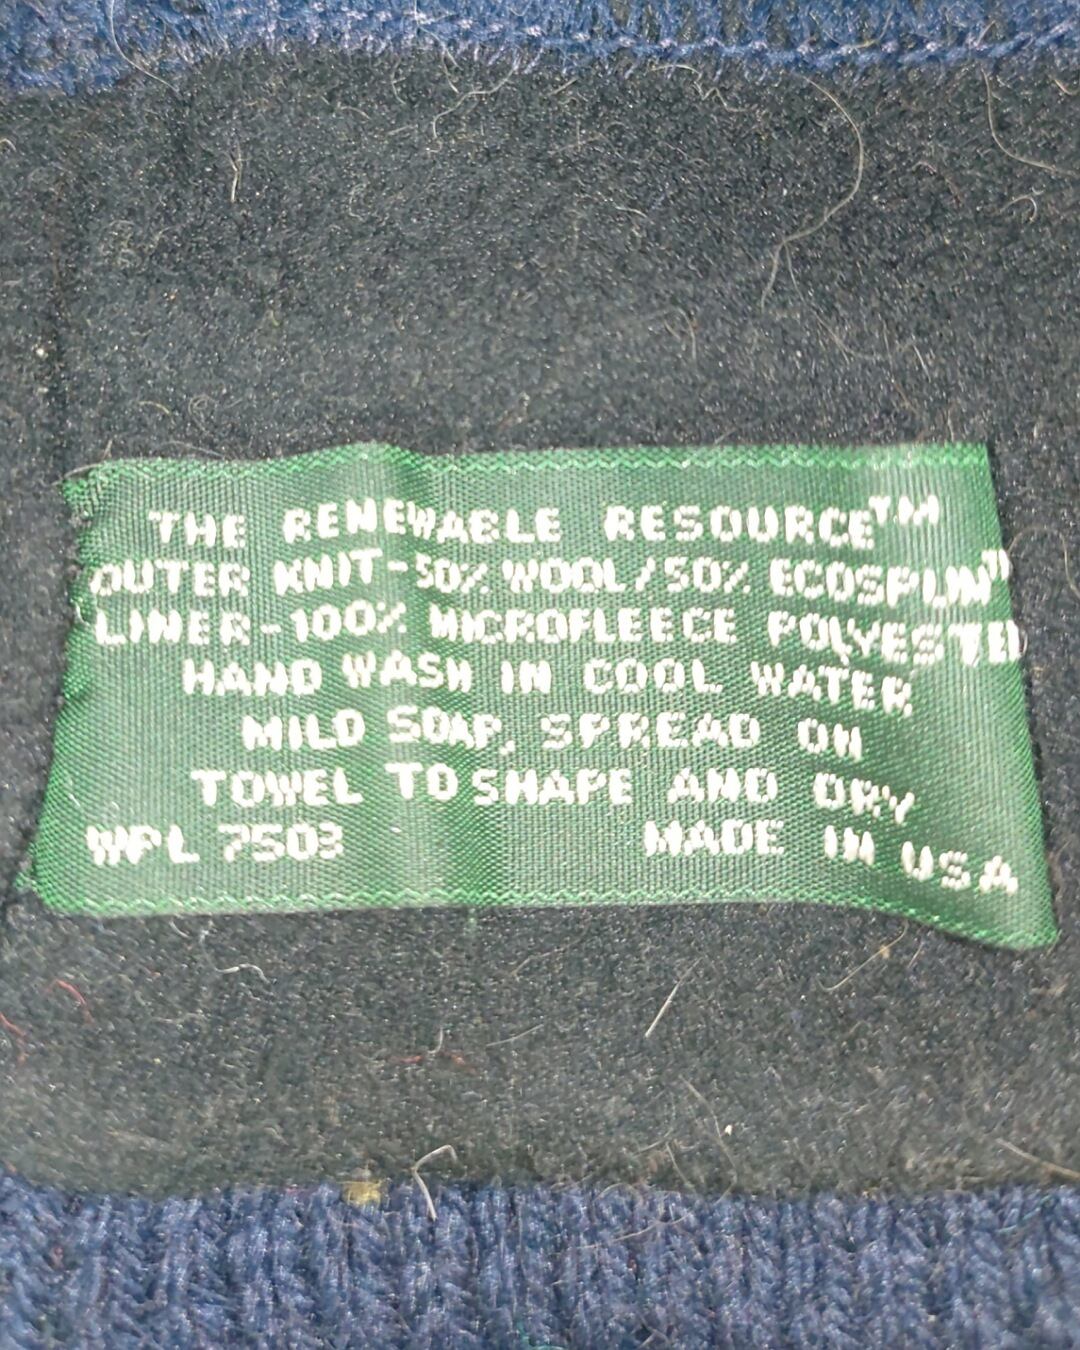 THE RENEWABLE RESOURCE™
OUTER KNIT-50% WOOL/50% ECOSPUN™
LINER-100% MICROFLEECE POLYESTER
HAND WASH IN COOL WATER
MILD SOAP, SPREAD ON
TOWEL TO SHAPE AND DRY
WPL 7503 MADE IN USA